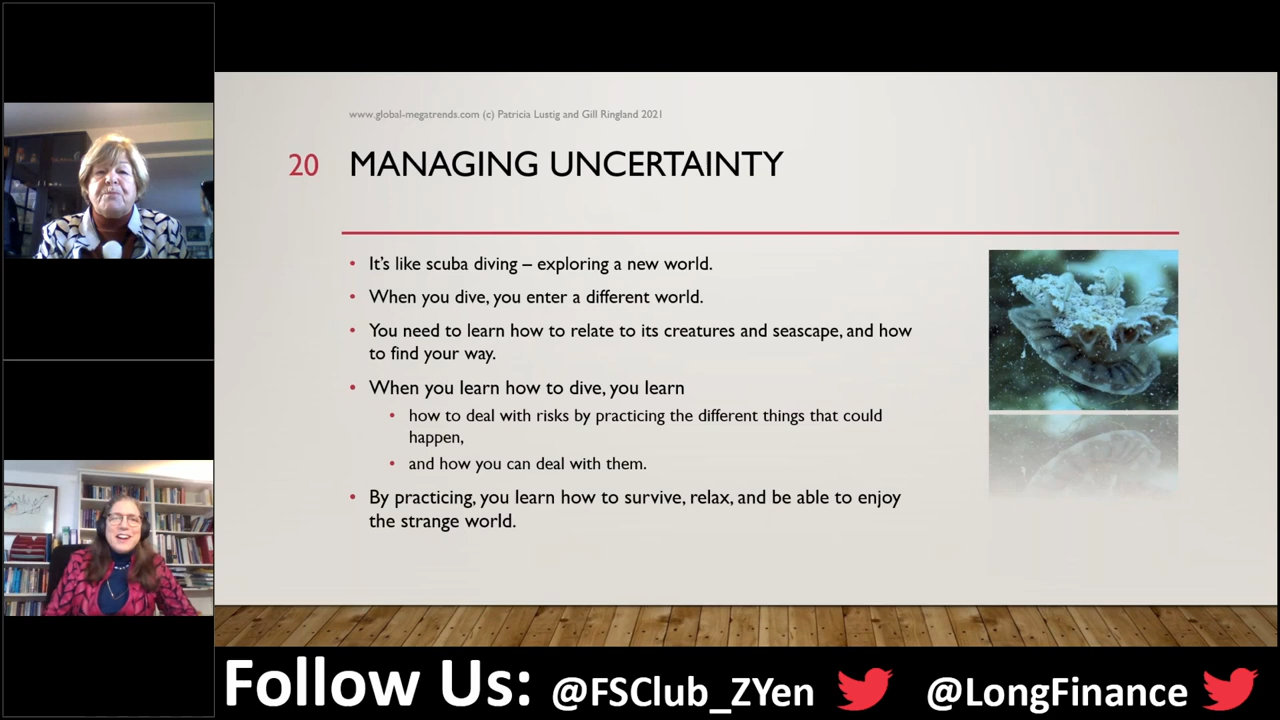 www.global-megatrends.com (c) Patricia Lustig and Gill Ringland 2021
20 MANAGING UNCERTAINTY
• It's like scuba diving – exploring a new world.
• When you dive, you enter a different world.
• You need to learn how to relate to its creatures and seascape, and how
to find your way.
• When you learn how to dive, you learn
• how to deal with risks by practicing the different things that could
happen,
• and how you can deal with them.
• By practicing, you learn how to survive, relax, and be able to enjoy
the strange world.
Follow Us: @FSClub_ZYen @LongFinance